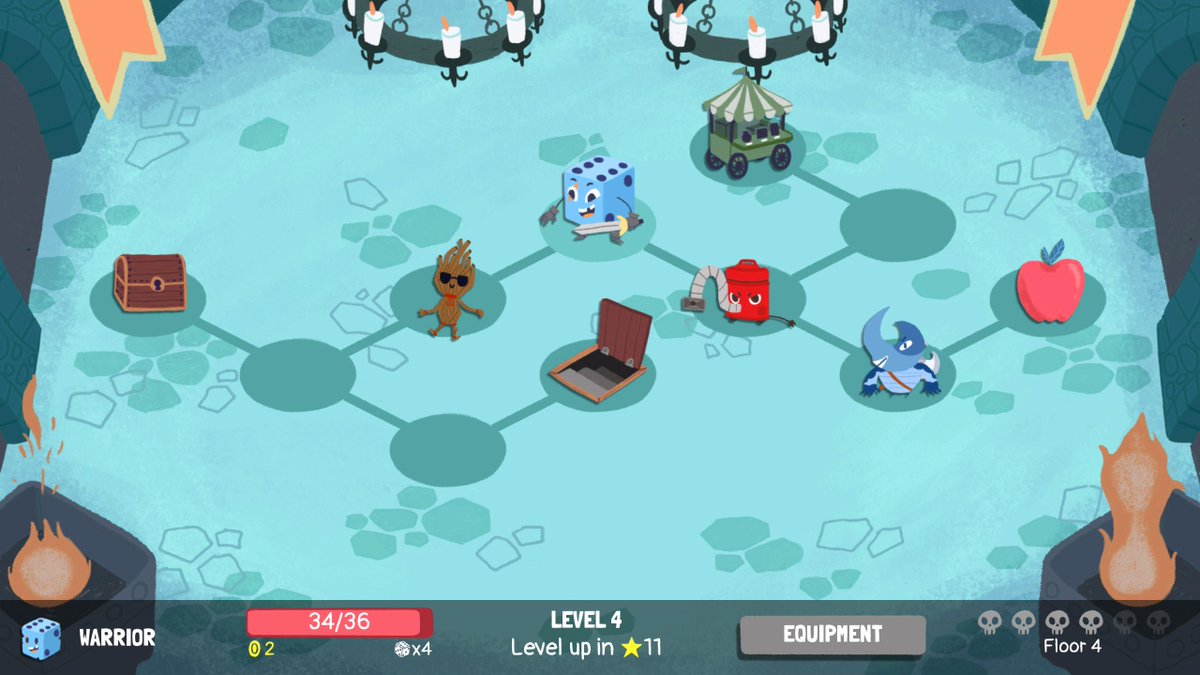 WARRIOR
34/36
2
x4
LEVEL 4
Level up in 11
EQUIPMENT
Floor 4